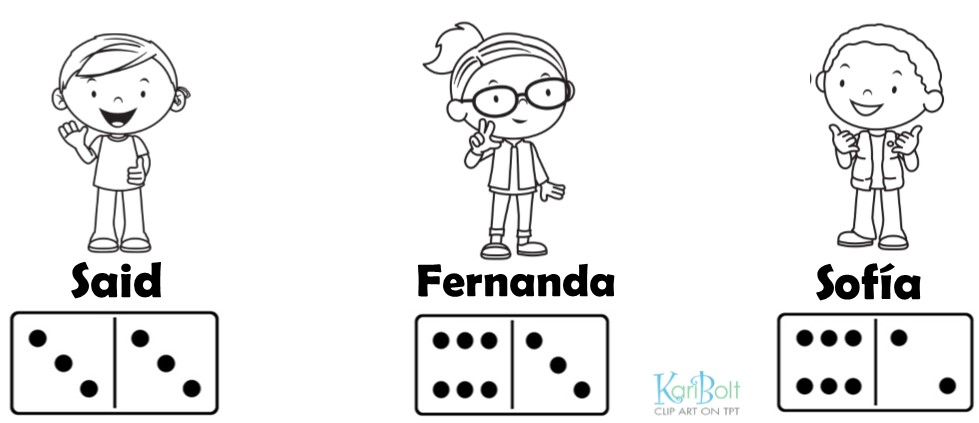 Said
Fernanda
Sofía
KariBolt
CLIP ART ON TPT